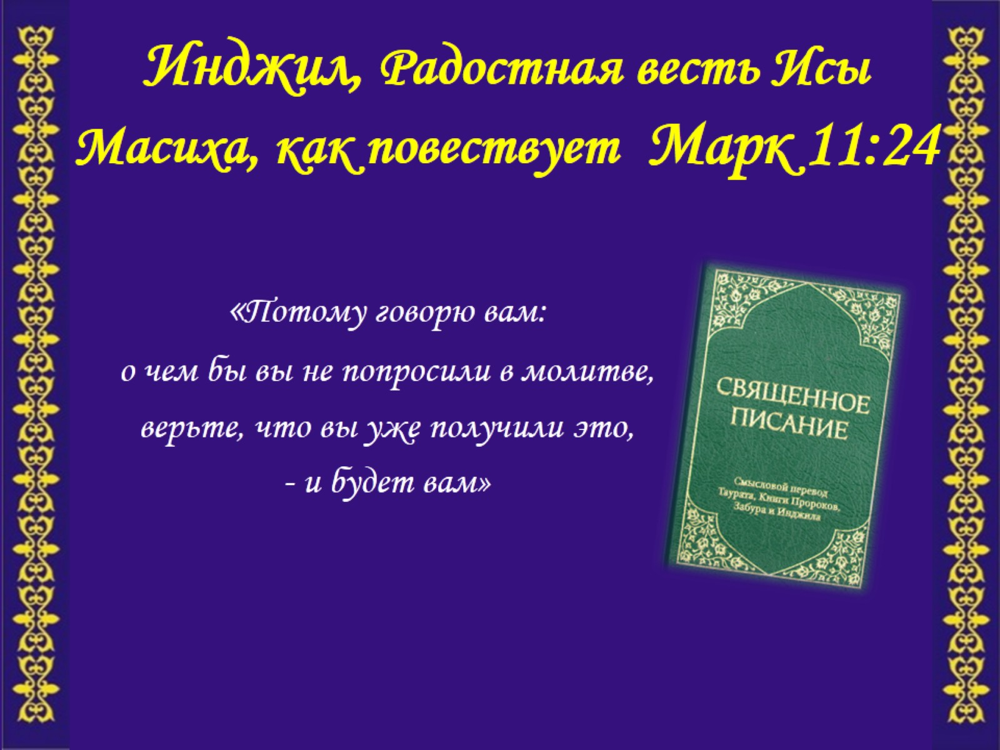 Инджил, Радостная весть Исы
Масиха, как повествует Марк 11:24
«Потому говорю вам:
о чем бы вы не попросили в молитве,
верьте, что вы уже получили это,
- и будет вам»
СВЯЩЕННОЕ
ПИСАНИЕ
Смысловой перевод
Таурата, Книги Пророков,
Забура и Инджила